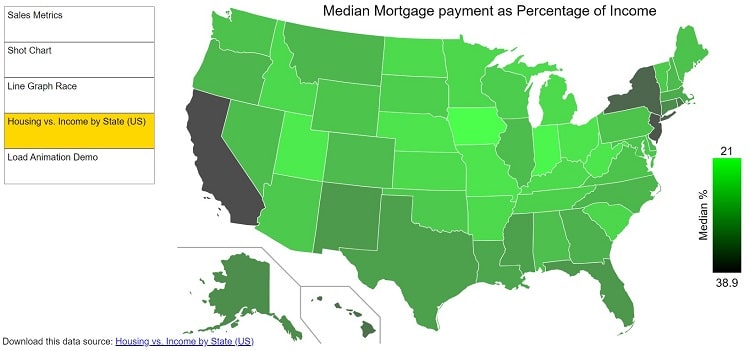 Sales Metrics
Shot Chart
Line Graph Race
Housing vs. Income by State (US)
Load Animation Demo
Median Mortgage payment as Percentage of Income
21
Median %
38.9
Download this data source: Housing vs. Income by State (US)